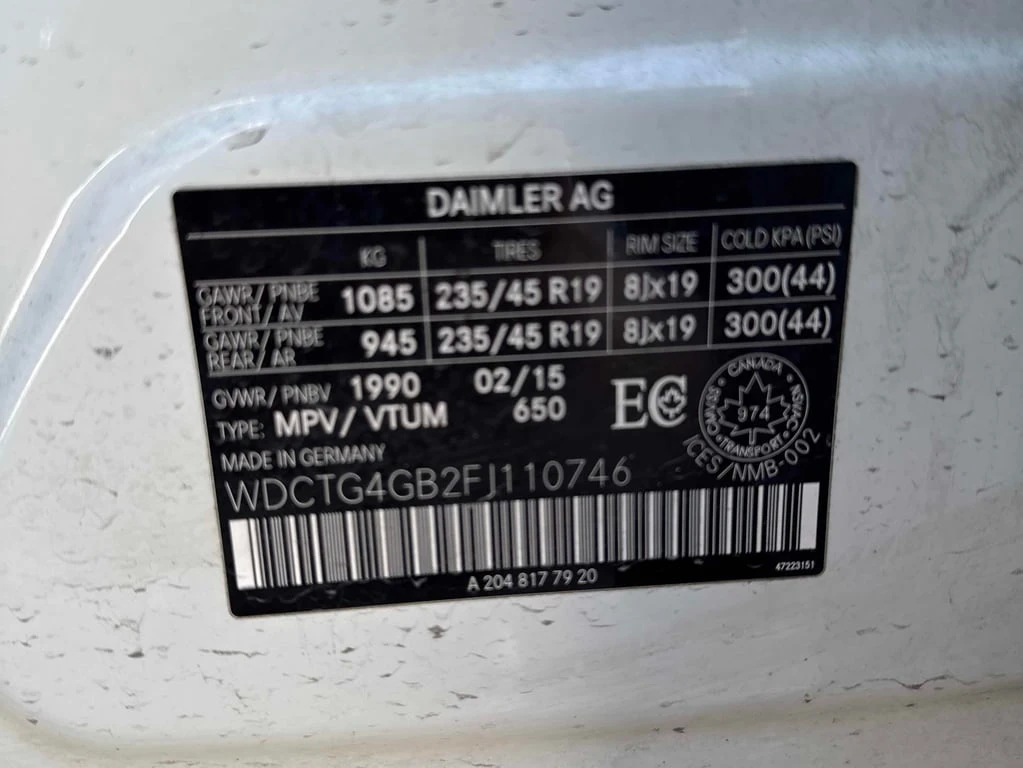 DAIMLER AG
KG TIRES RIM SIZE COLD KPA (PSI)
GAWR/PNBE FRONT/AV 1085 235/45 R19 8Jx19 300(44)
GAWR/PNBE REAR/AR 945 235/45 R19 8Jx19 300(44)
GVWR/PNBV 1990 02/15
TYPE: MPV/VTUM 650
EC
CANADA
974
TRANSPORT
CMVSS
NSVAC
ICES/NMB-002
MADE IN GERMANY
WDCTG4GB2FJ110746
A 204 817 79 20
47223151